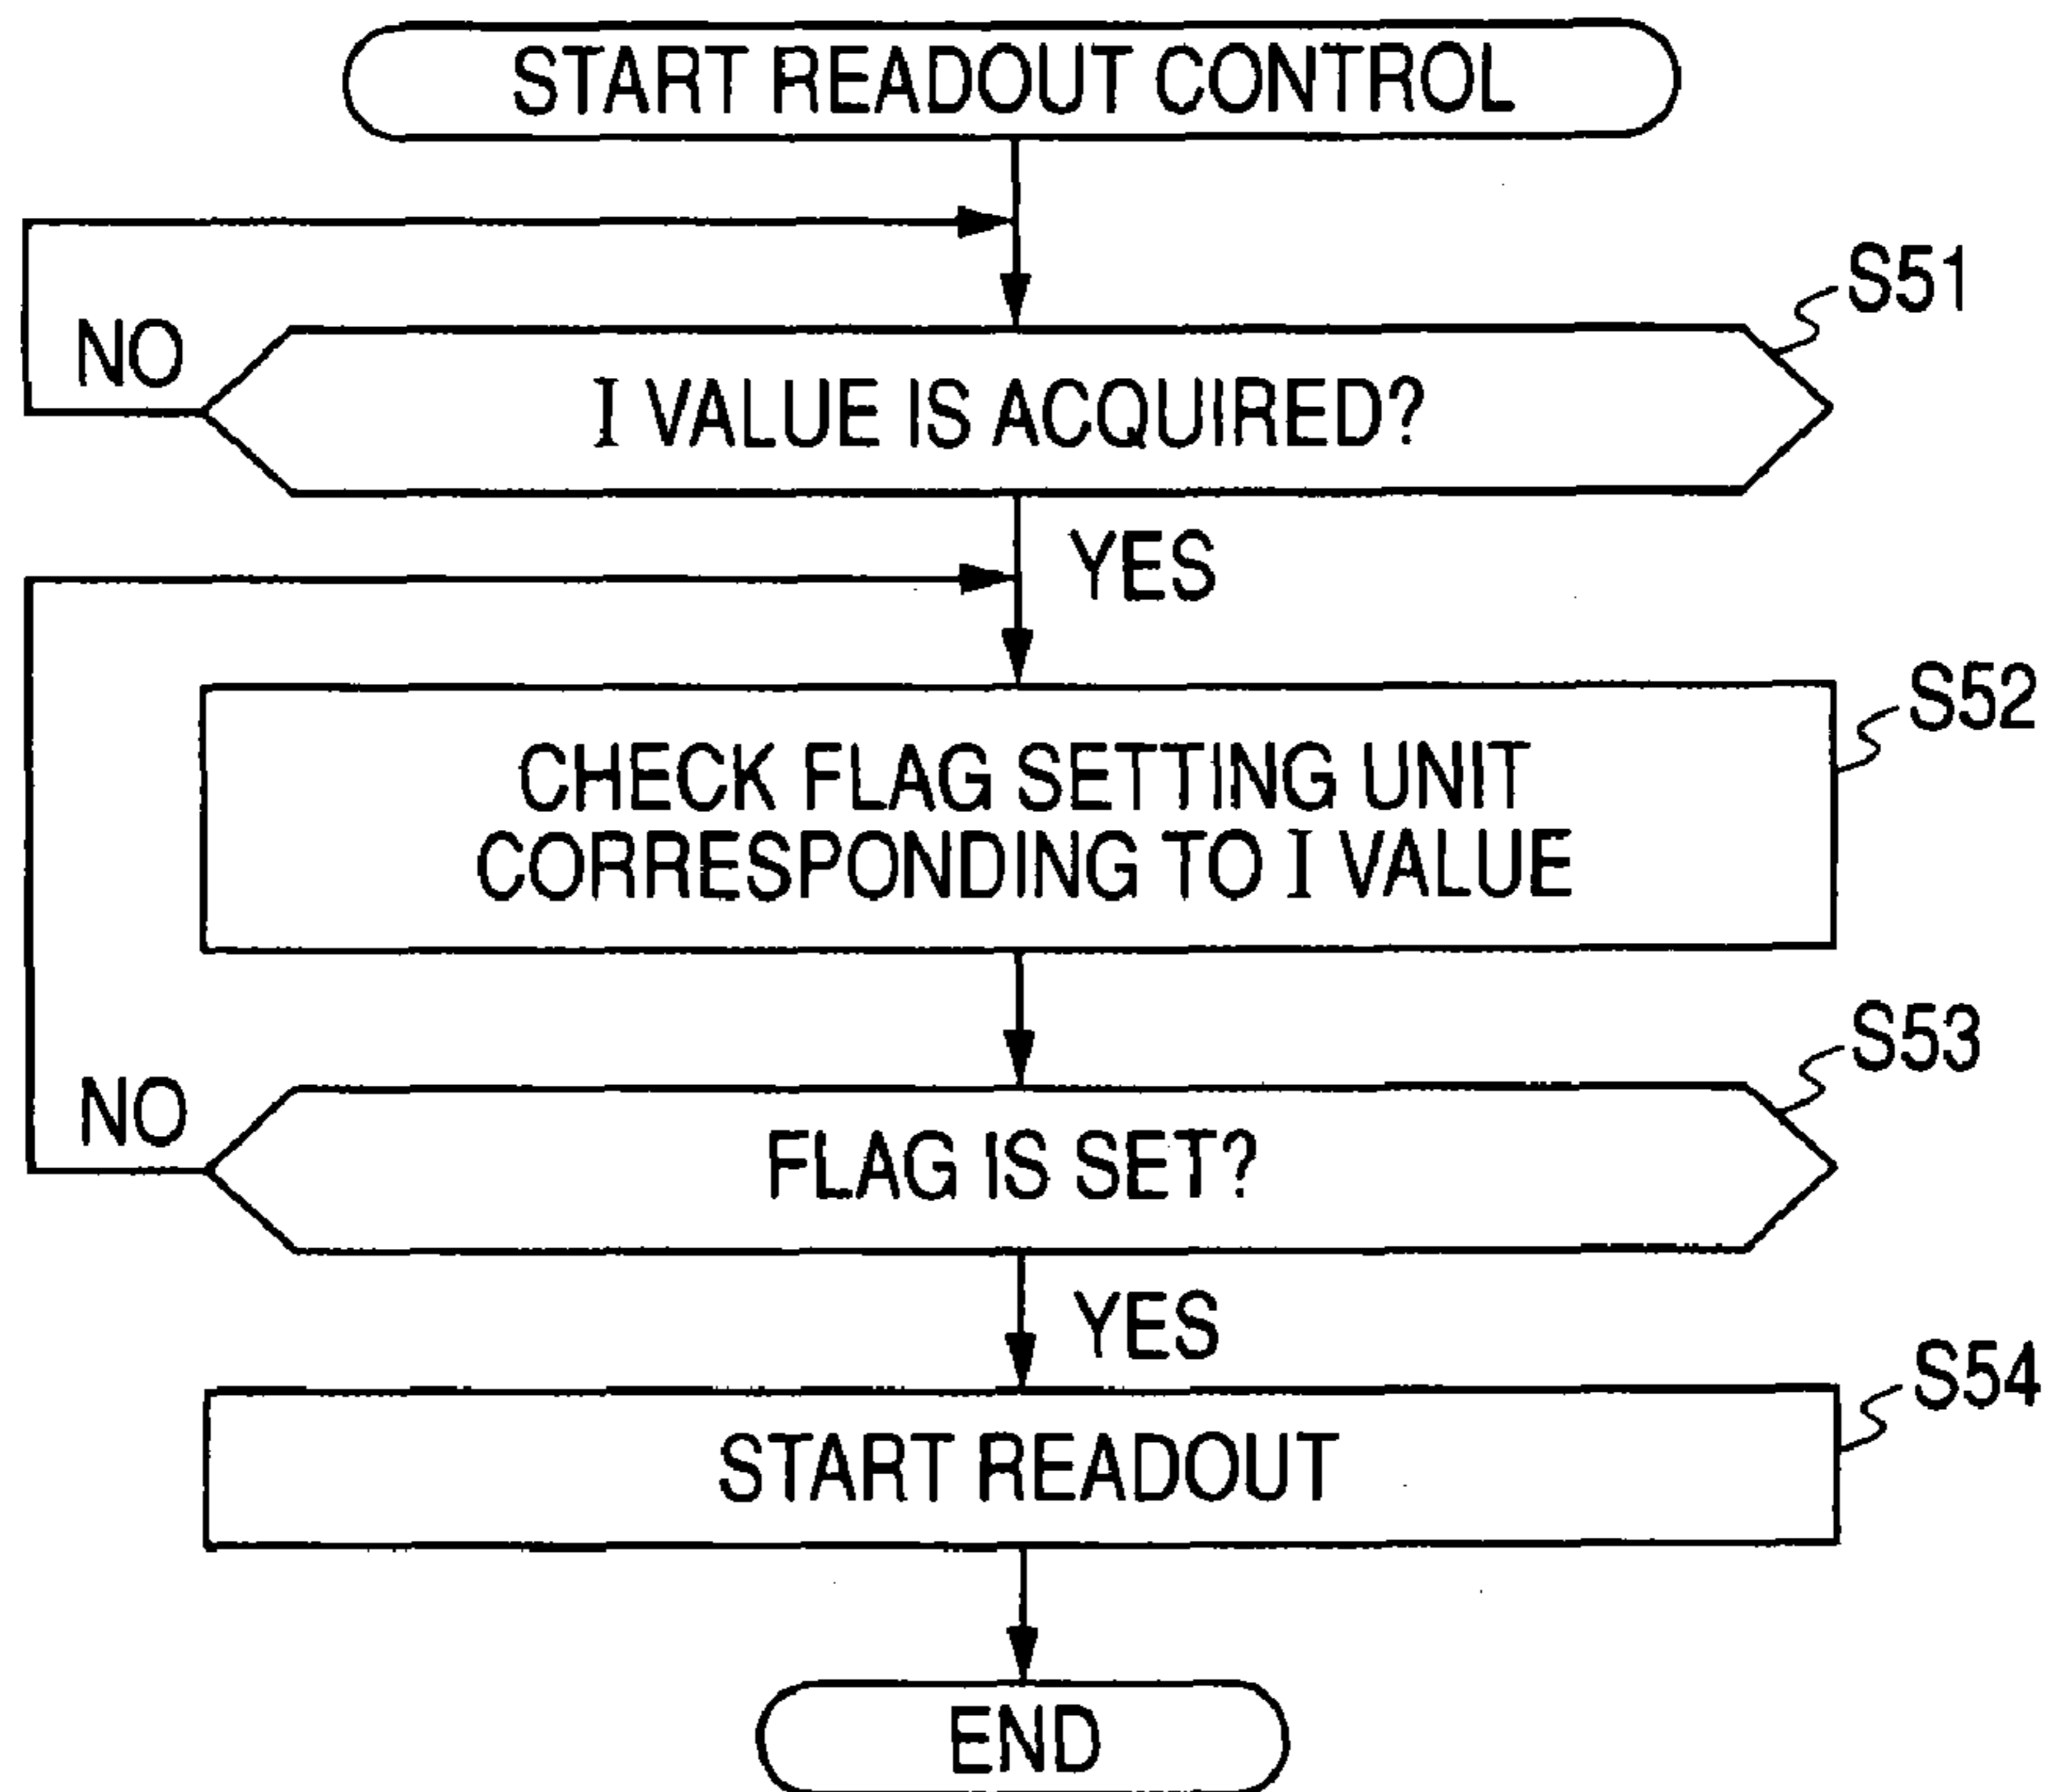 START READOUT CONTROL
S51
NO
I VALUE IS ACQUIRED?
YES
S52
CHECK FLAG SETTING UNIT
CORRESPONDING TO I VALUE
S53
NO
FLAG IS SET?
YES
S54
START READOUT
END